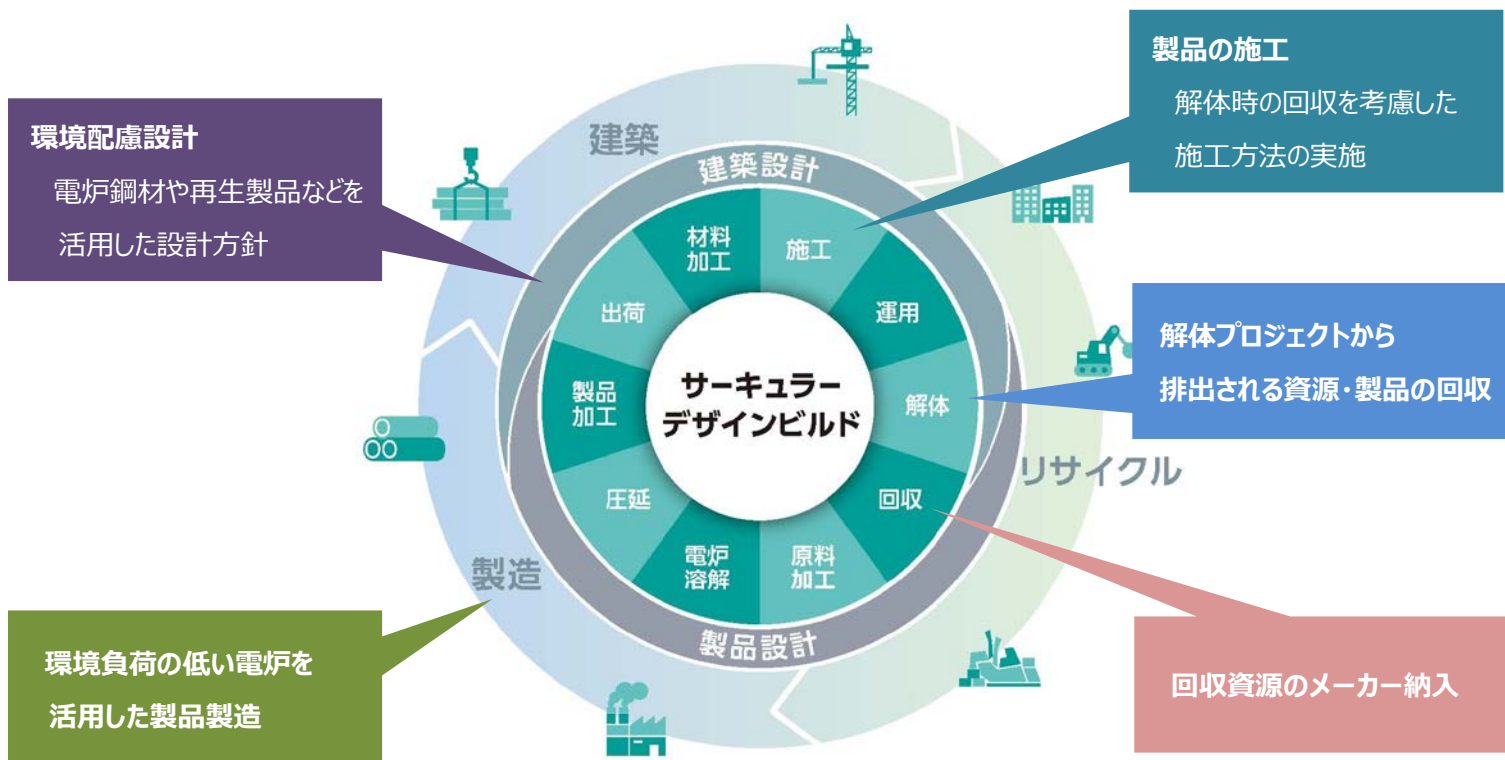 環境配慮設計
電炉鋼材や再生製品などを
活用した設計方針
製品の施工
解体時の回収を考慮した
施工方法の実施
解体プロジェクトから
排出される資源・製品の回収
回収資源のメーカー納入
環境負荷の低い電炉を
活用した製品製造
建築
リサイクル
製造
建築設計
製品設計
材料
加工
施工
運用
解体
回収
原料
加工
電炉
溶解
圧延
製品
加工
出荷
サーキュラー
デザインビルド